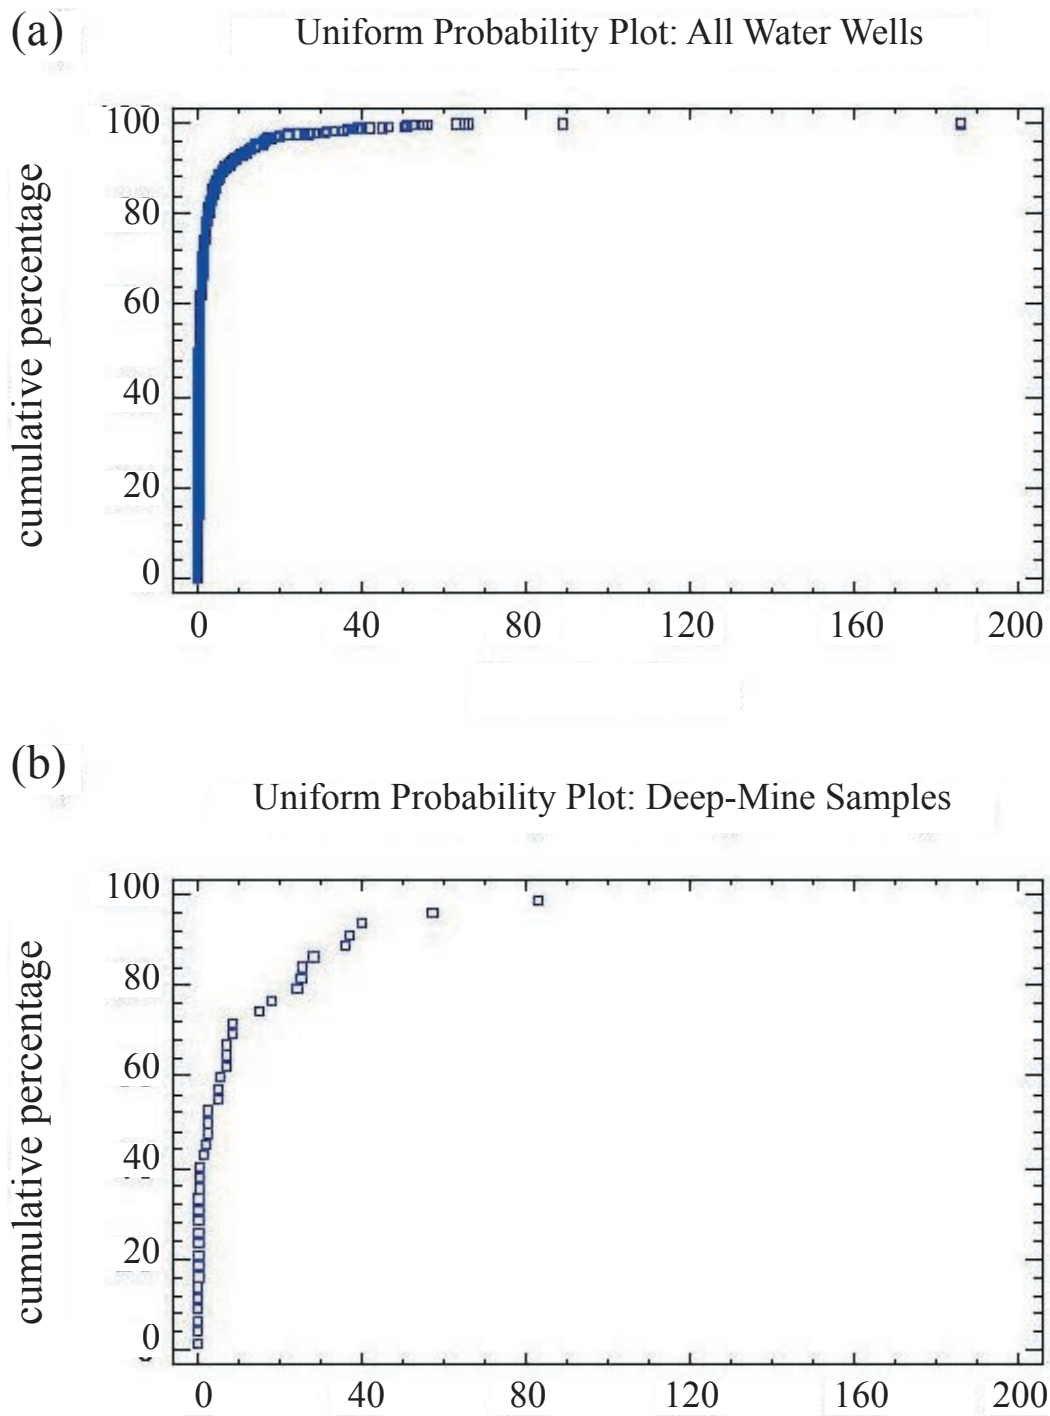 (a)
Uniform Probability Plot: All Water Wells
cumulative percentage
100
80
60
40
20
0
0 40 80 120 160 200
(b)
Uniform Probability Plot: Deep-Mine Samples
cumulative percentage
100
80
60
40
20
0
0 40 80 120 160 200